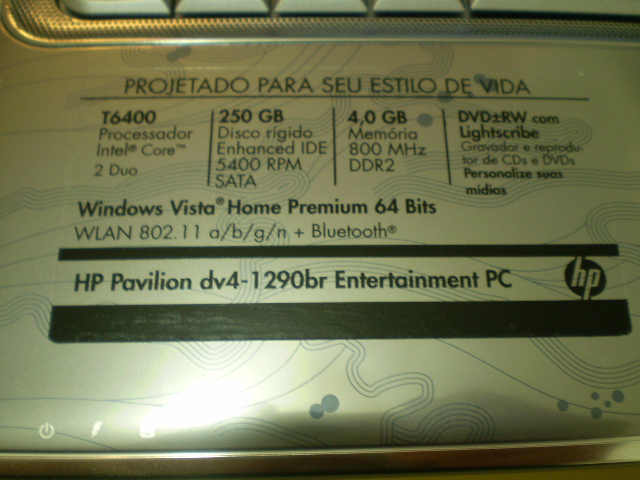 PROJETADO PARA SEU ESTILO DE VIDA
T6400
Processador
Intel® Core™
2 Duo
250 GB
Disco rígido
Enhanced IDE
5400 RPM
SATA
4,0 GB
Memória
800 MHz
DDR2
DVD±RW com
Lightscribe
Gravador e reprodu-
tor de CDs e DVDs
Personalize suas
mídias
Windows Vista® Home Premium 64 Bits
WLAN 802.11 a/b/g/n + Bluetooth®
HP Pavilion dv4-1290br Entertainment PC
hp